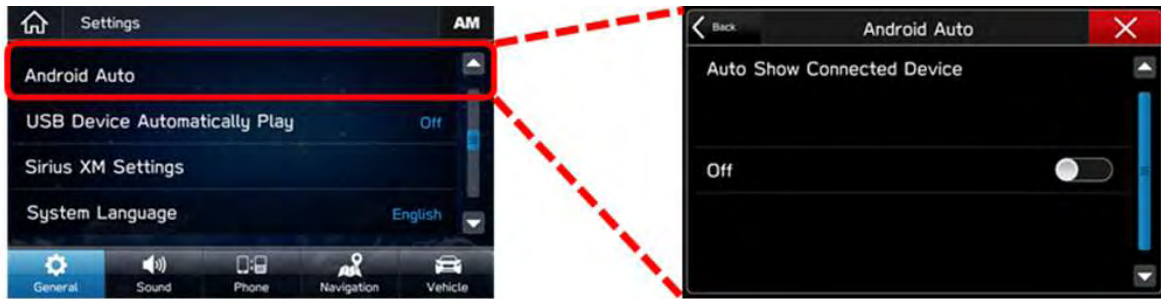 Settings
AM
Android Auto
USB Device Automatically Play Off
Sirius XM Settings
System Language English
General Sound Phone Navigation Vehicle
Back Android Auto
Auto Show Connected Device
Off